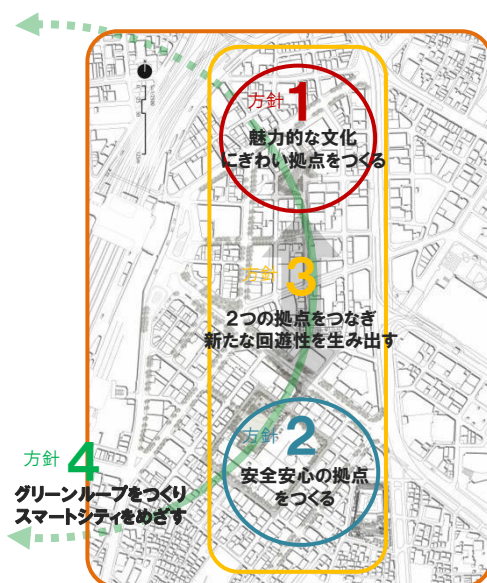 方針1
魅力的な文化
にぎわい拠点をつくる
方針3
2つの拠点をつなぎ
新たな回遊性を生み出す
方針2
安全安心の拠点
をつくる
方針4
グリーンループをつくり
スマートシティをめざす